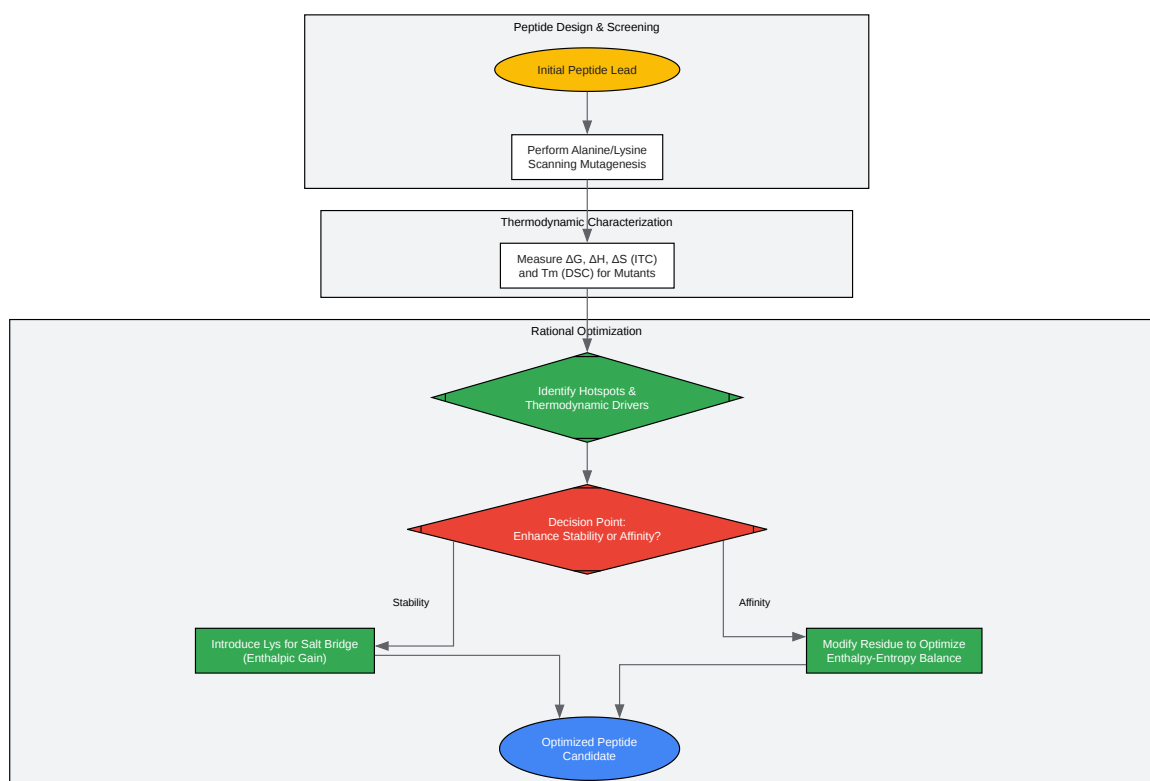 Peptide Design & Screening
Initial Peptide Lead
Perform Alanine/Lysine
Scanning Mutagenesis
Thermodynamic Characterization
Measure ΔG, ΔH, ΔS (ITC)
and Tm (DSC) for Mutants
Rational Optimization
Identify Hotspots &
Thermodynamic Drivers
Decision Point:
Enhance Stability or Affinity?
Stability
Affinity
Introduce Lys for Salt Bridge
(Enthalpic Gain)
Modify Residue to Optimize
Enthalpy-Entropy Balance
Optimized Peptide
Candidate